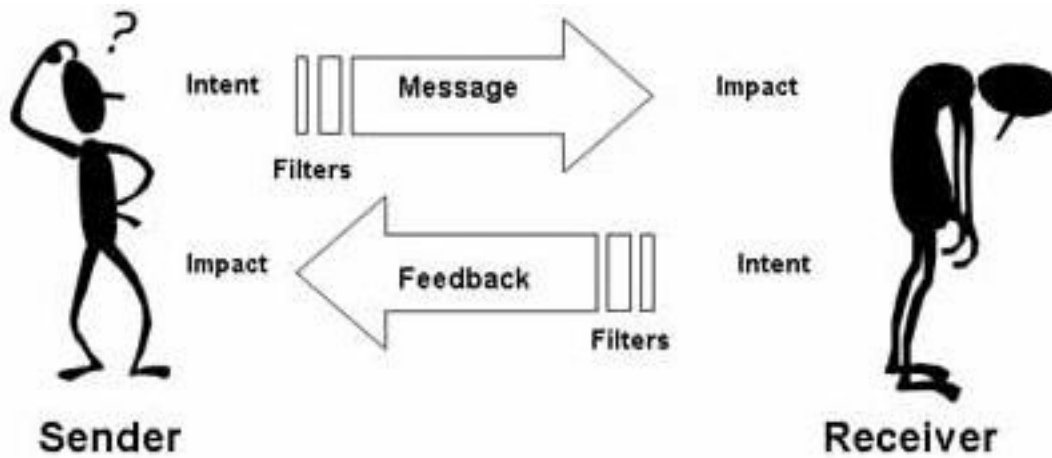 ?
Intent
Message
Impact
Filters
Impact
Feedback
Intent
Filters
Sender
Receiver